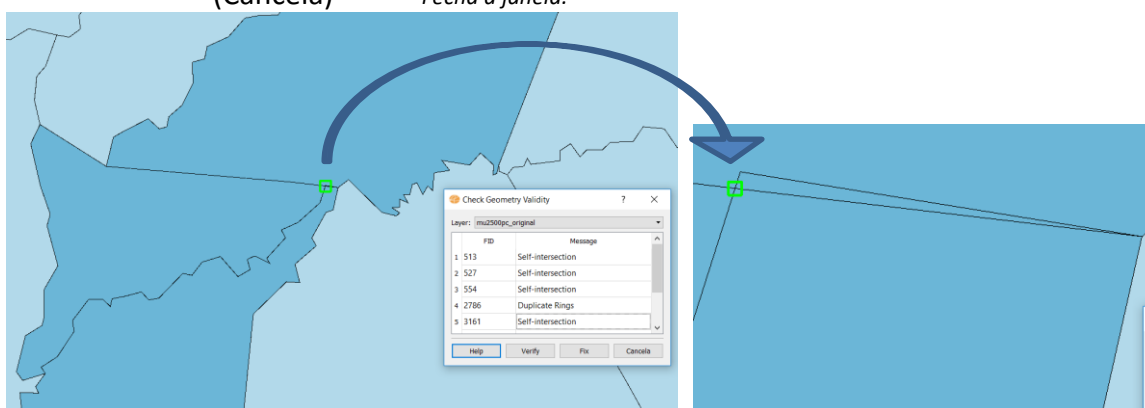 (Cancela) Fecha a janela.
Check Geometry Validity ? ×
Layer: mu2500pc_original
FID Message
1 513 Self-intersection
2 527 Self-intersection
3 554 Self-intersection
4 2786 Duplicate Rings
5 3161 Self-intersection
Help Verify Fix Cancela